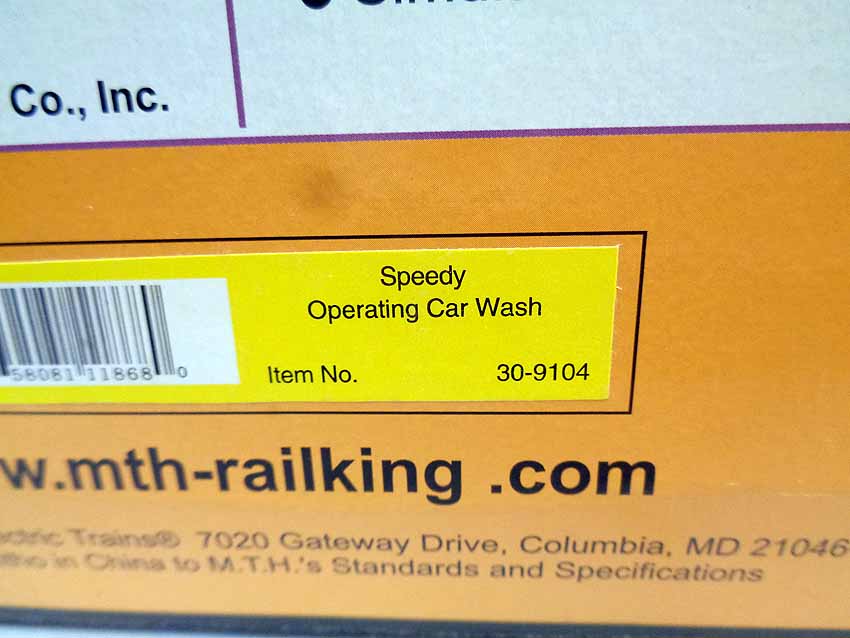 Co., Inc.
Speedy
Operating Car Wash
58081 11868 0
Item No. 30-9104
w.mth-railking .com
ectric Trains® 7020 Gateway Drive, Columbia, MD 21046
in China to M.T.H.'s Standards and Specifications